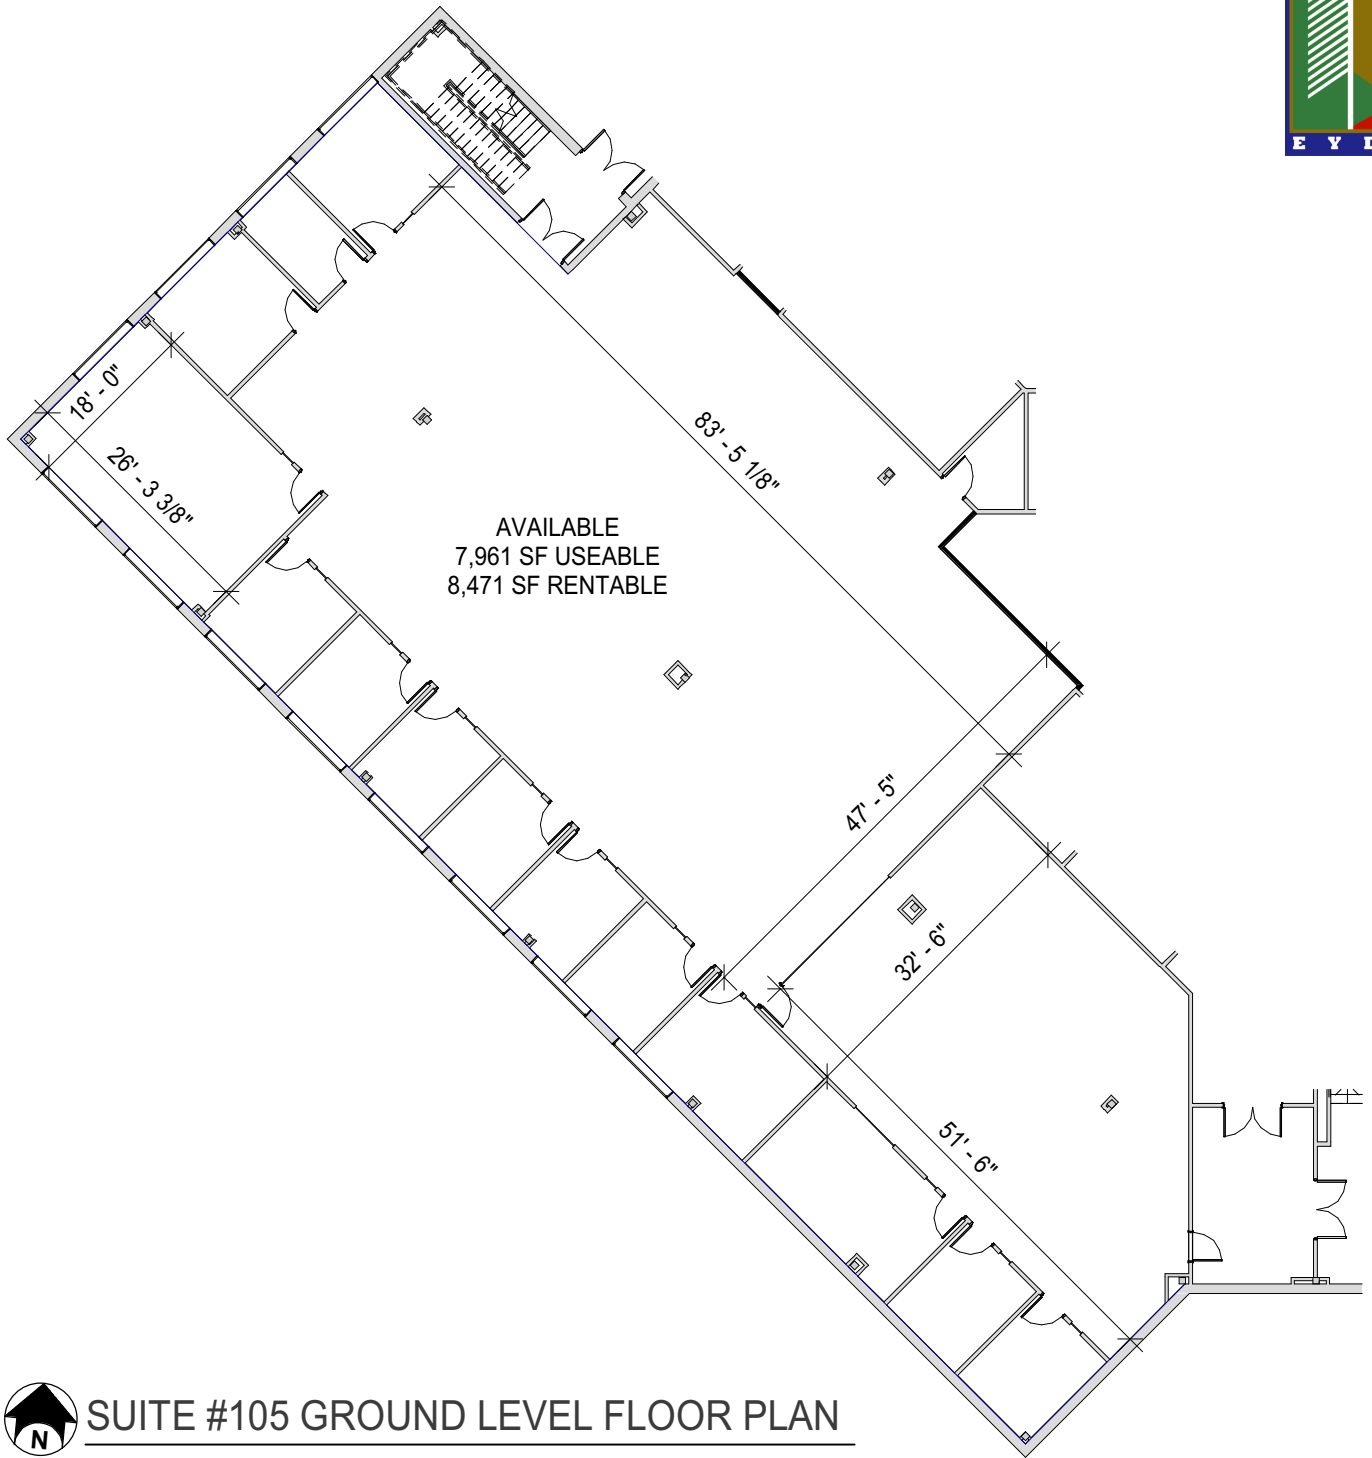 E Y
18' - 0"
26' - 3 3/8"
83' - 5 1/8"
AVAILABLE
7,961 SF USEABLE
8,471 SF RENTABLE
47' - 5"
32' - 6"
51' - 6"
N
SUITE #105 GROUND LEVEL FLOOR PLAN